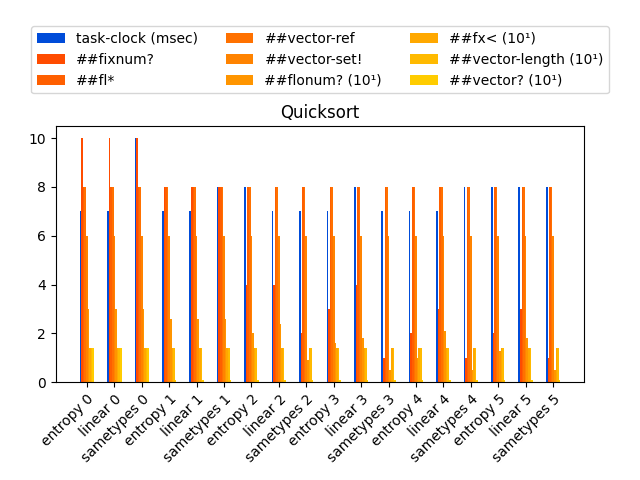 task-clock (msec)
##fixnum?
##fl*
##vector-ref
##vector-set!
##flonum? (10¹)
##fx< (10¹)
##vector-length (10¹)
##vector? (10¹)
Quicksort
10
8
6
4
2
0
entropy 0
linear 0
sametypes 0
entropy 1
linear 1
sametypes 1
entropy 2
linear 2
sametypes 2
entropy 3
linear 3
sametypes 3
entropy 4
linear 4
sametypes 4
entropy 5
linear 5
sametypes 5